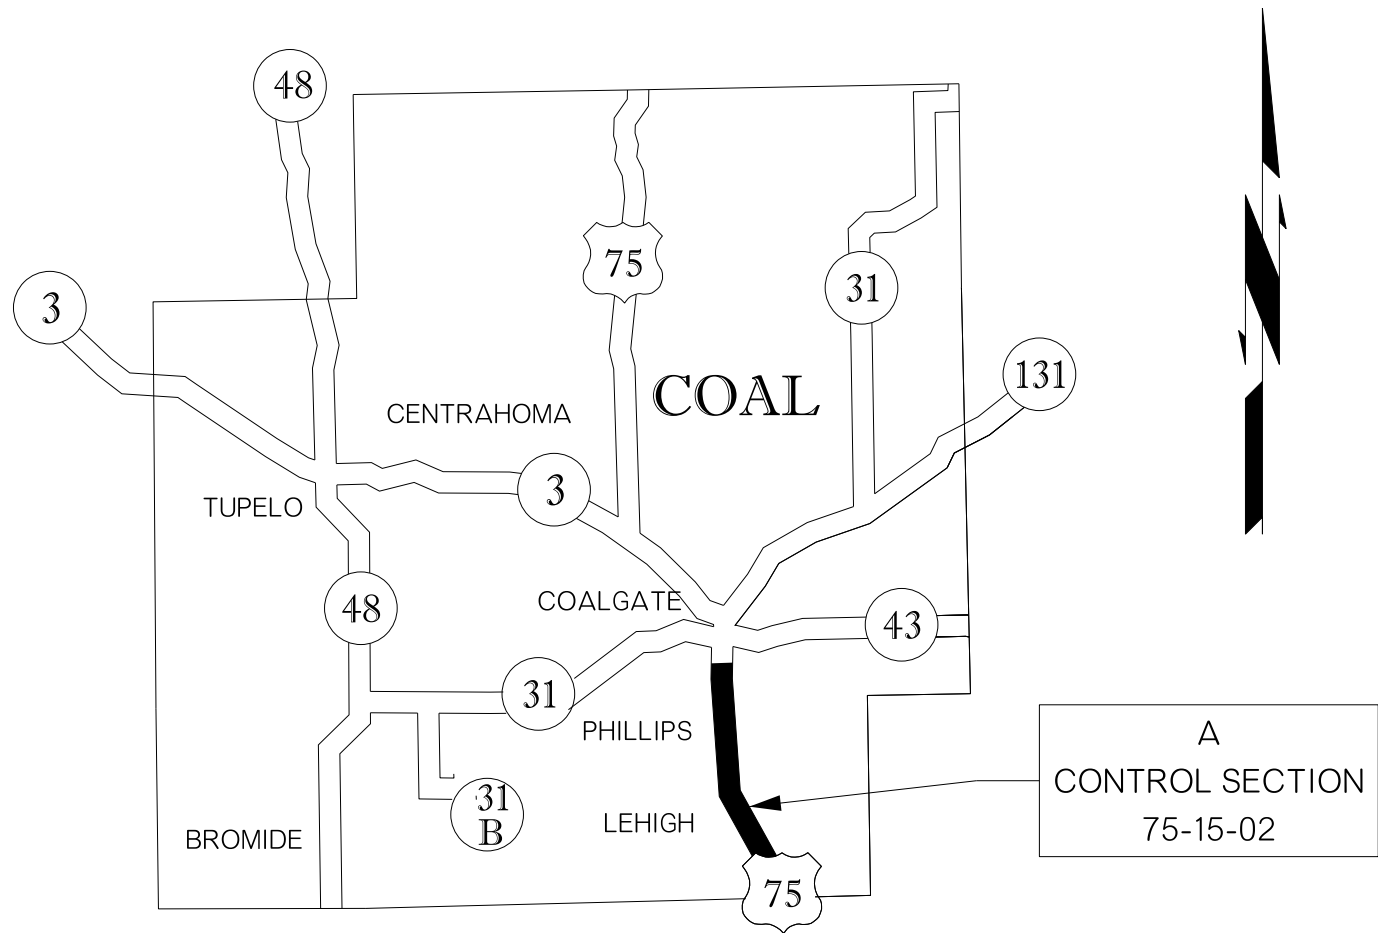 48
75
31
3
131
COAL
CENTRAHOMA
3
TUPELO
COALGATE
48
43
31
PHILLIPS
A
CONTROL SECTION
75-15-02
31
B
LEHIGH
BROMIDE
75